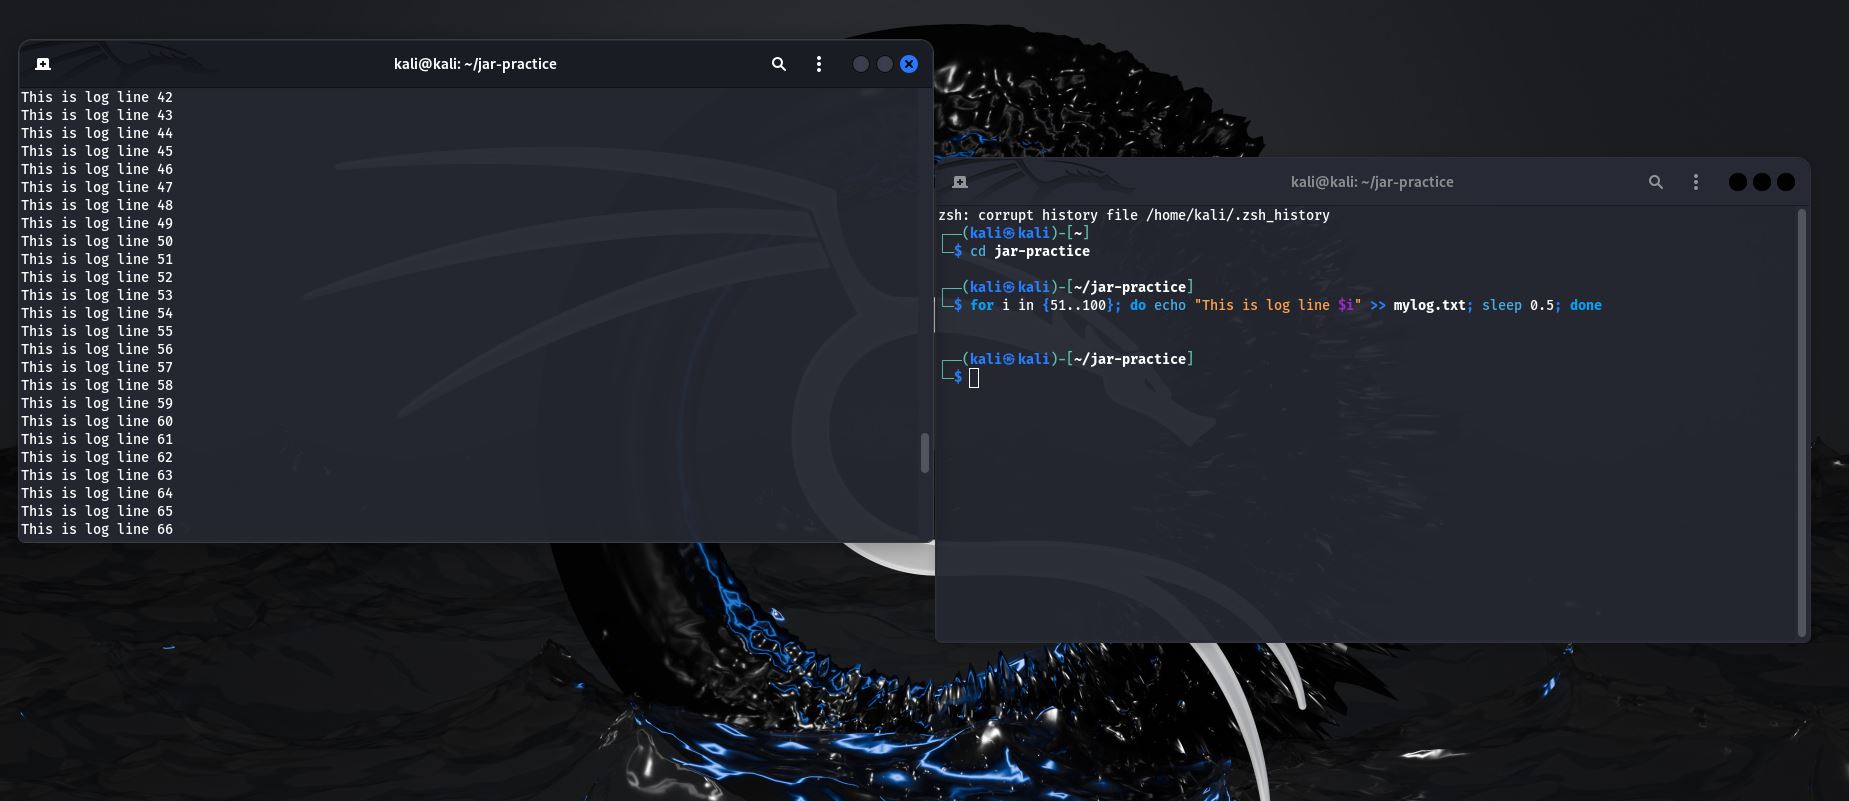 kali@kali: ~/jar-practice
This is log line 42
This is log line 43
This is log line 44
This is log line 45
This is log line 46
This is log line 47
This is log line 48
This is log line 49
This is log line 50
This is log line 51
This is log line 52
This is log line 53
This is log line 54
This is log line 55
This is log line 56
This is log line 57
This is log line 58
This is log line 59
This is log line 60
This is log line 61
This is log line 62
This is log line 63
This is log line 64
This is log line 65
This is log line 66
kali@kali: ~/jar-practice
zsh: corrupt history file /home/kali/.zsh_history
┌──(kali㉿kali)-[~]
└─$ cd jar-practice
┌──(kali㉿kali)-[~/jar-practice]
└─$ for i in {51..100}; do echo "This is log line $i" >> mylog.txt; sleep 0.5; done
┌──(kali㉿kali)-[~/jar-practice]
└─$